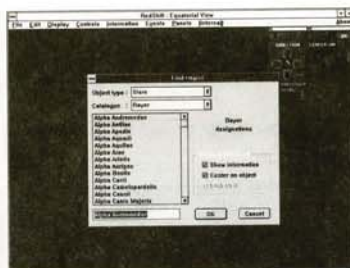 RedShift - Equatorial View
File Edit Display Controls Information Events Panels
About
Find Object
Object type : Stars
Catalogue : Bayer
Alpha Andromedae
Alpha Antliae
Alpha Apodis
Alpha Aquarii
Alpha Aquilae
Alpha Arae
Alpha Arietis
Alpha Aurigae
Alpha Bootis
Alpha Caeli
Alpha Camelopardalis
Alpha Cancri
Alpha Canis Majoris
Alpha Andromedae
Bayer
Assignations
Show information
Center on object
OK
Cancel